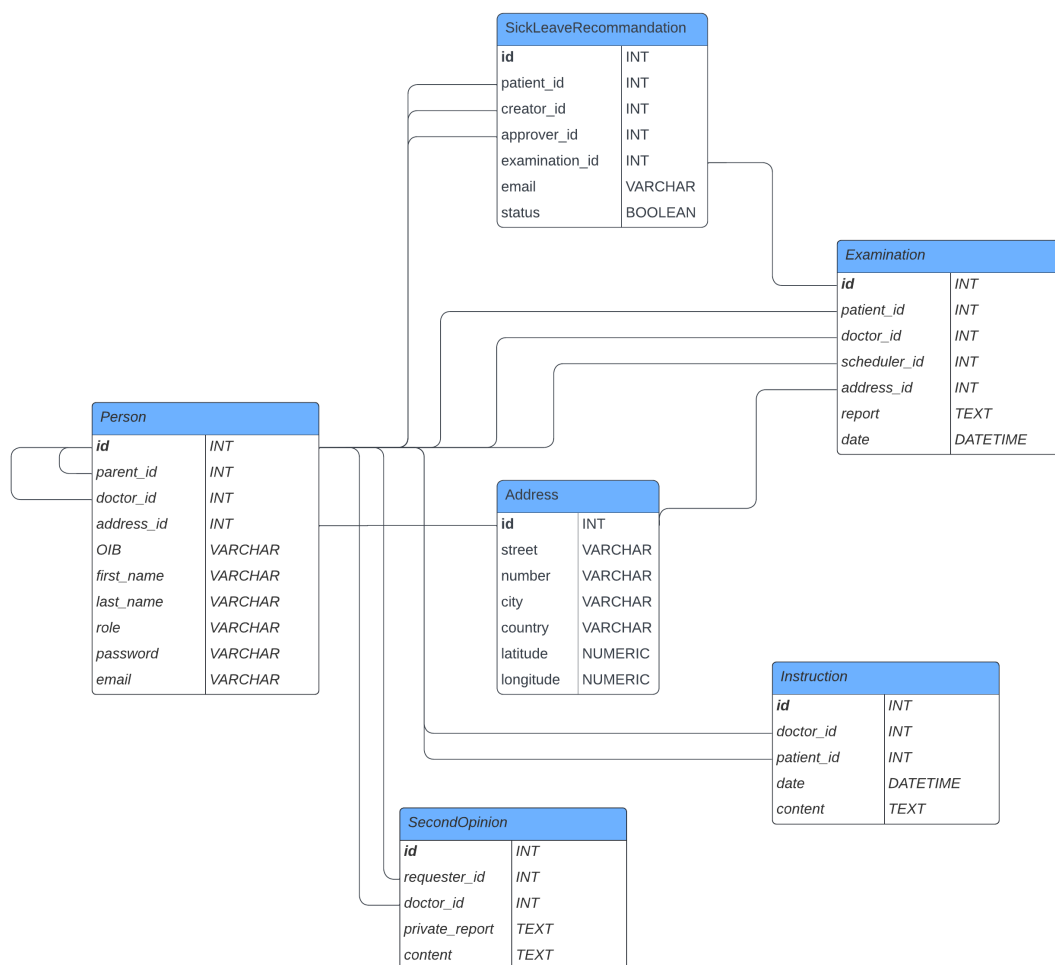 SickLeaveRecommandation
id INT
patient_id INT
creator_id INT
approver_id INT
examination_id INT
email VARCHAR
status BOOLEAN
Examination
id INT
patient_id INT
doctor_id INT
scheduler_id INT
address_id INT
report TEXT
date DATETIME
Person
id INT
parent_id INT
doctor_id INT
address_id INT
OIB VARCHAR
first_name VARCHAR
last_name VARCHAR
role VARCHAR
password VARCHAR
email VARCHAR
Address
id INT
street VARCHAR
number VARCHAR
city VARCHAR
country VARCHAR
latitude NUMERIC
longitude NUMERIC
Instruction
id INT
doctor_id INT
patient_id INT
date DATETIME
content TEXT
SecondOpinion
id INT
requester_id INT
doctor_id INT
private_report TEXT
content TEXT